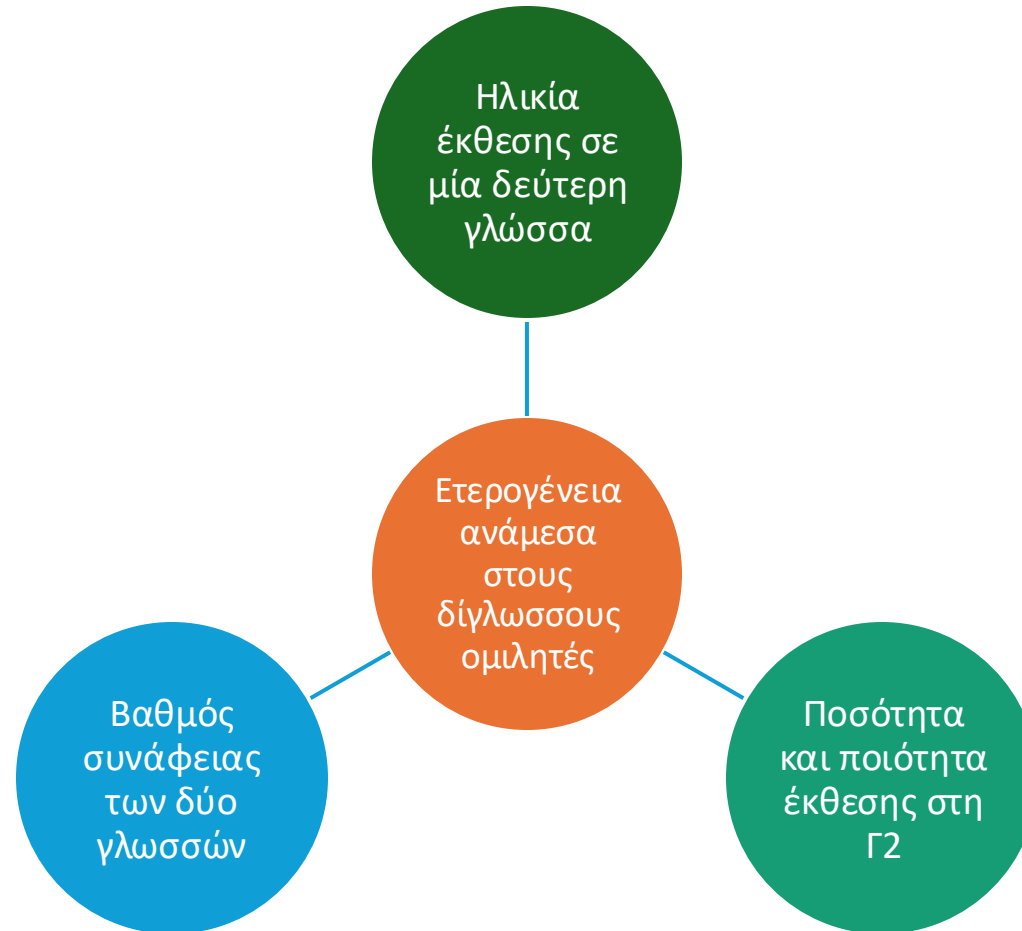 Ηλικία
έκθεσης σε
μία δεύτερη
γλώσσα
Ετερογένεια
ανάμεσα
στους
δίγλωσσους
ομιλητές
Βαθμός
συνάφειας
των δύο
γλωσσών
Ποσότητα
και ποιότητα
έκθεσης στη
Γ2